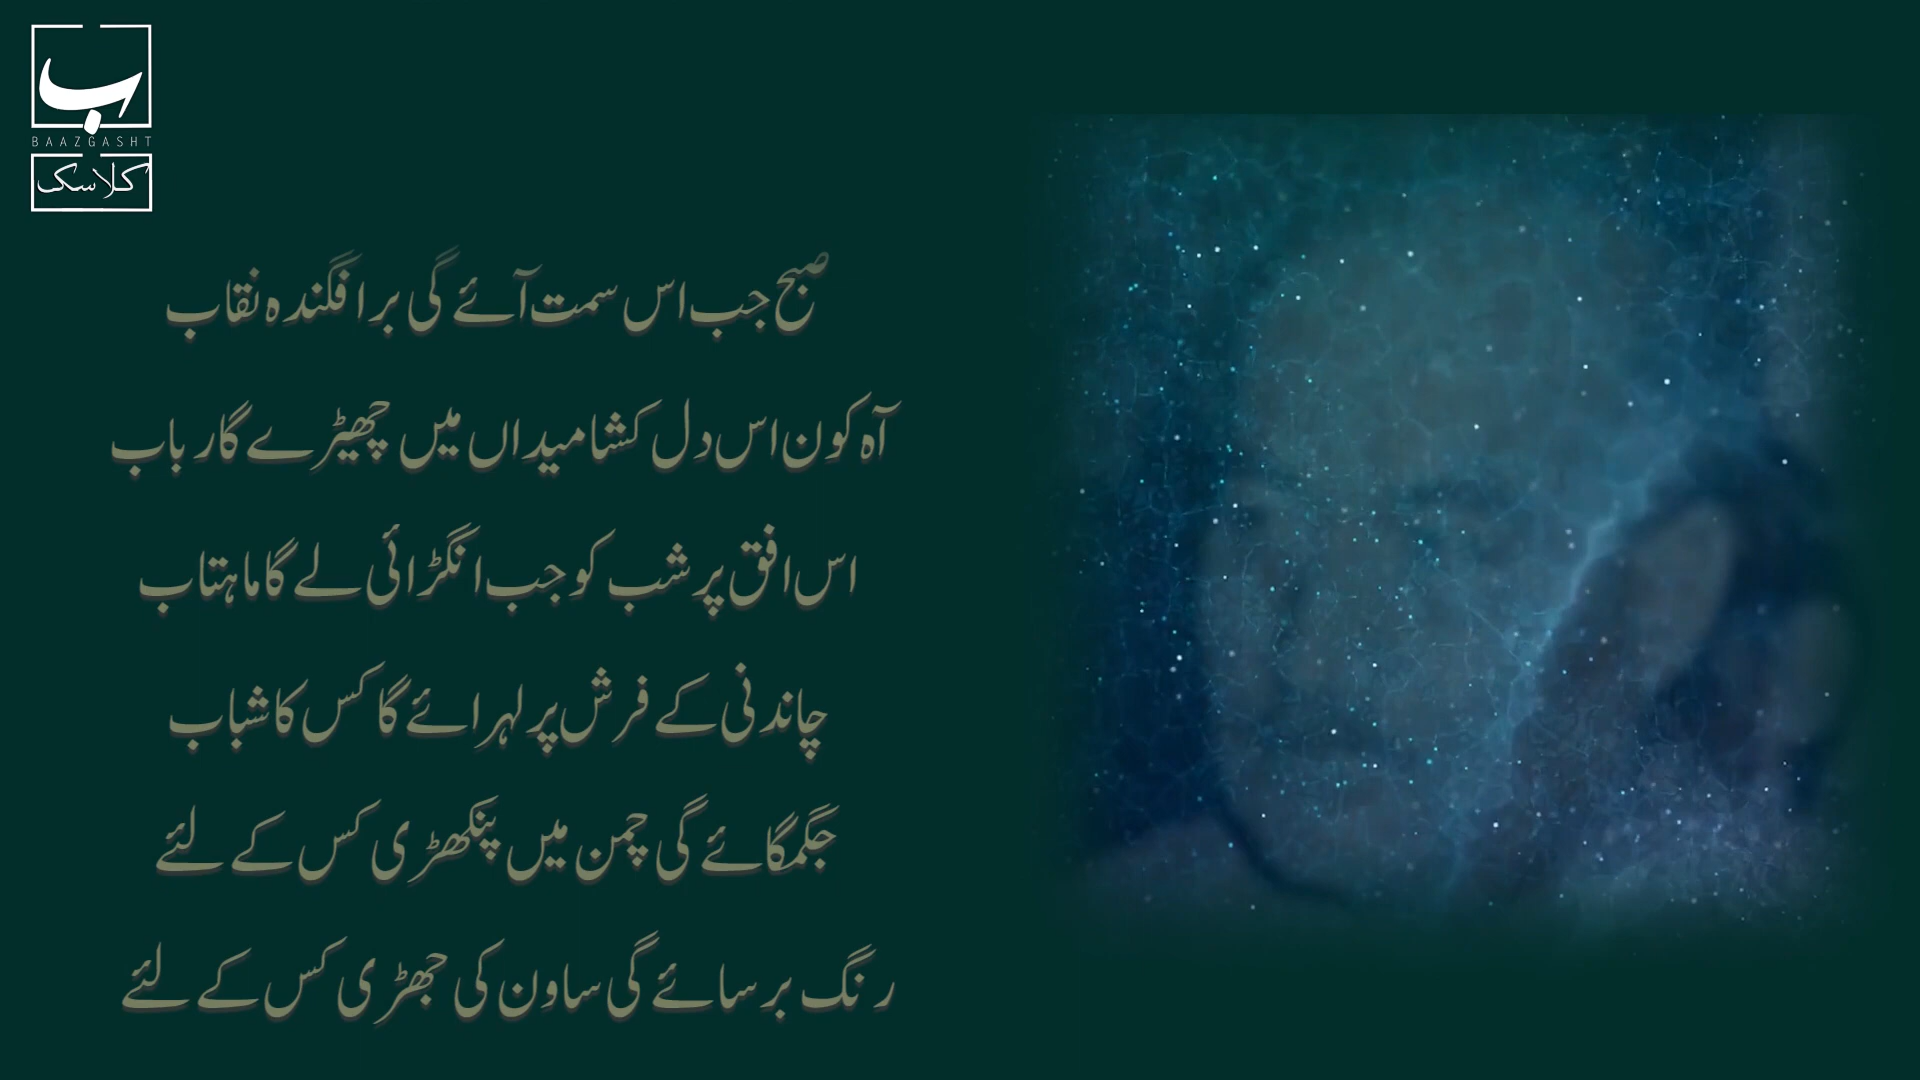 ب
BAAZGASHT
کلاسک
صبح جب اس سمت آئے گی برافگندہ نقاب
آہ کون اس دل کشا میداں میں چھیڑے گا رباب
اس افق پر شب کو جب انگڑائی لے گا ماہتاب
چاندنی کے فرش پر لہرائے گا کس کا شباب
جگمگائے گی چمن میں پنکھڑی کس کے لئے
رنگ برسائے گی ساون کی جھڑی کس کے لئے